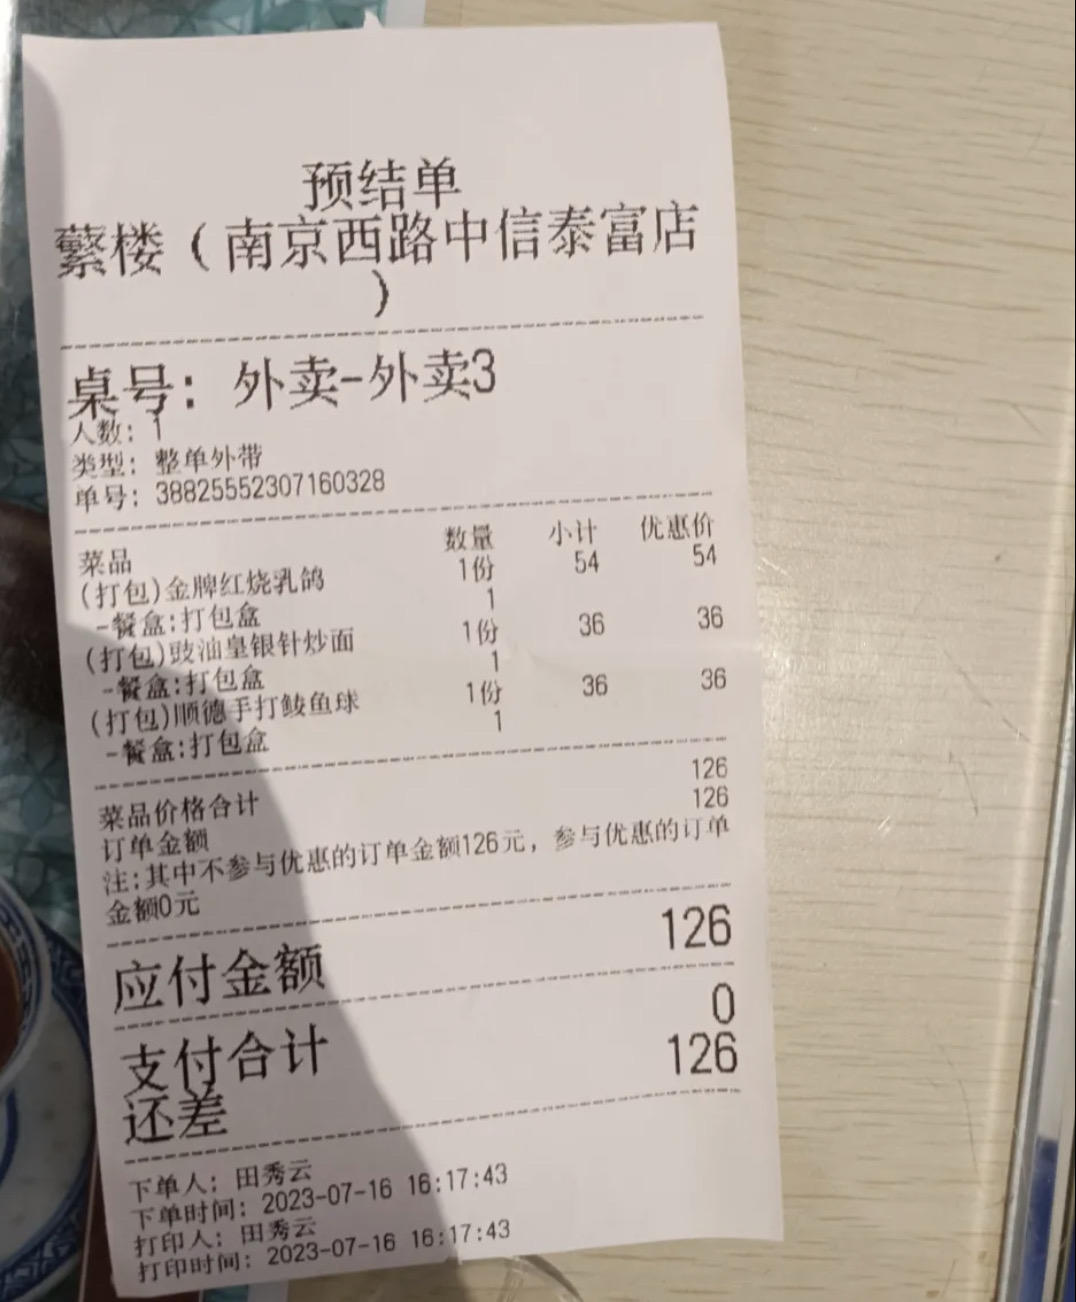 预结单
蘩楼（南京西路中信泰富店
）
桌号：外卖-外卖3
人数：1
类型：整单外带
单号：38825552307160328
菜品 数量 小计 优惠价
(打包)金牌红烧乳鸽 1份 54 54
-餐盒:打包盒 1
(打包)豉油皇银针炒面 1份 36 36
-餐盒:打包盒 1
(打包)顺德手打鲮鱼球 1份 36 36
-餐盒:打包盒 1
菜品价格合计 126
订单金额 126
注:其中不参与优惠的订单金额126元，参与优惠的订单
金额0元
应付金额 126
支付合计 0
还差 126
下单人：田秀云
下单时间：2023-07-16 16:17:43
打印人：田秀云
打印时间：2023-07-16 16:17:43